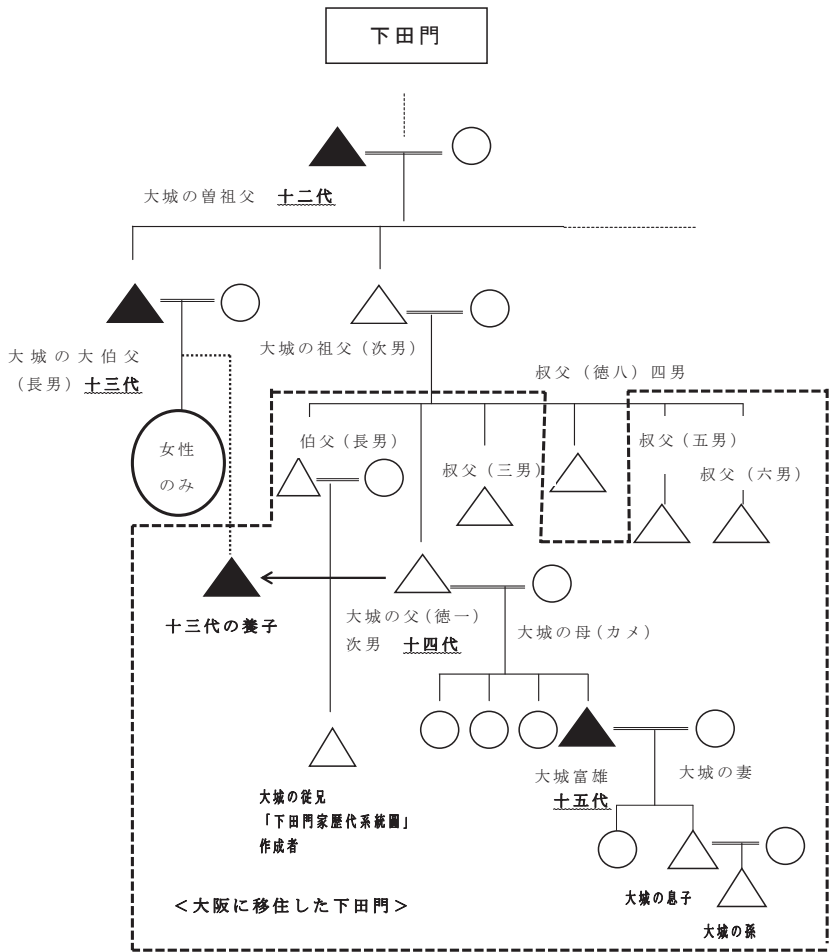 下田門
大城の曽祖父 十二代
大城の大伯父
（長男）十三代
大城の祖父（次男）
叔父（徳八）四男
女性
のみ
伯父（長男）
叔父（三男）
叔父（五男）
叔父（六男）
十三代の養子
大城の父（徳一）
次男 十四代
大城の母（カメ）
大城富雄
十五代
大城の妻
大城の従兄
「下田門家歴代系統圖」
作成者
大城の息子
大城の孫
＜大阪に移住した下田門＞